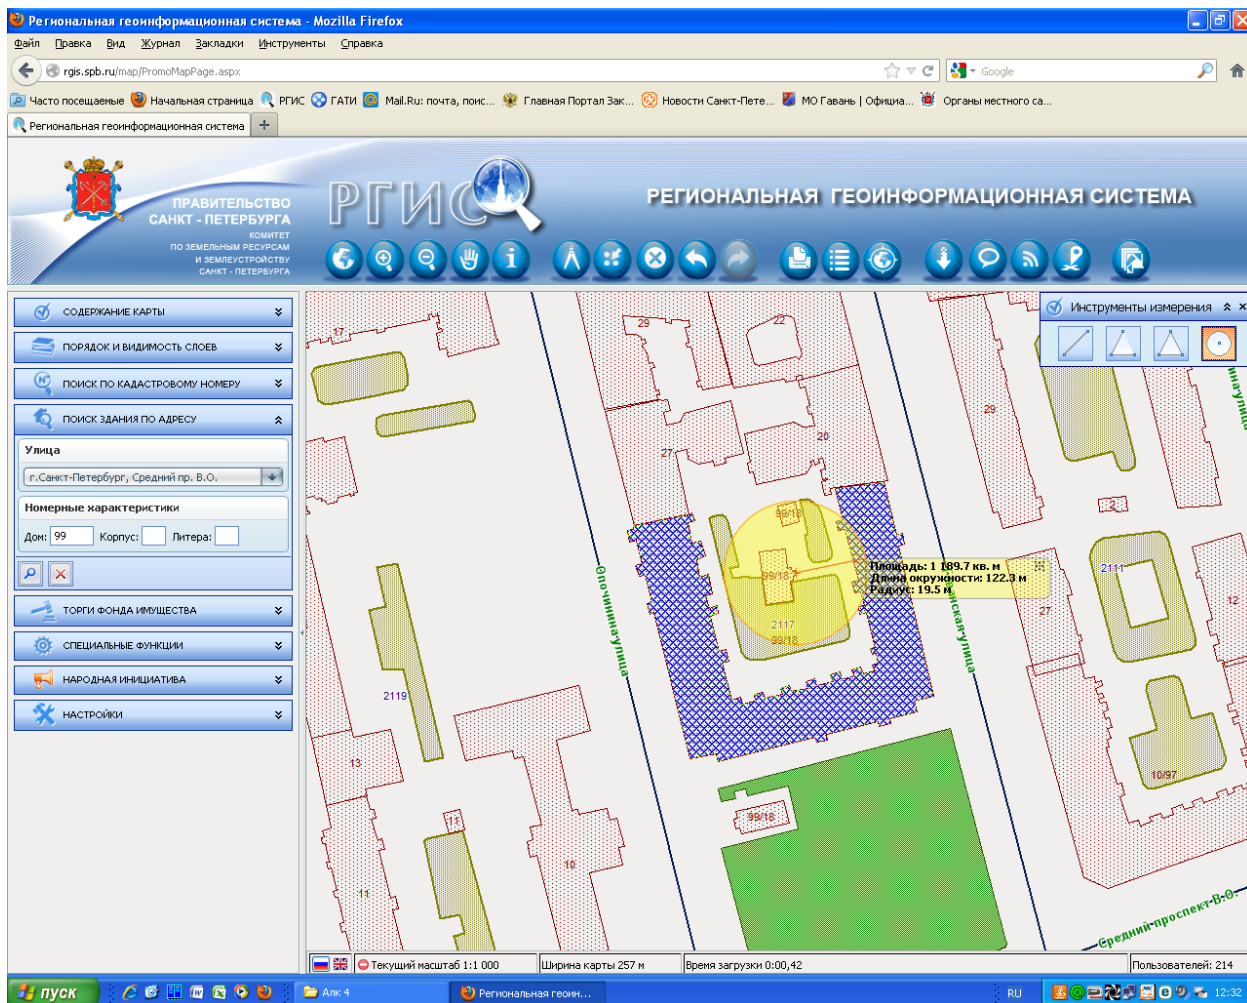 Региональная геоинформационная система - Mozilla Firefox
Файл Правка Вид Журнал Закладки Инструменты Справка
rgis.spb.ru/map/PromoMapPage.aspx
Google
Часто посещаемые Начальная страница РГИС ГАТИ Mail.Ru: почта, поис... Главная Портал Зак... Новости Санкт-Пете... МО Гавань | Официа... Органы местного са...
Региональная геоинформационная система
ПРАВИТЕЛЬСТВО
САНКТ - ПЕТЕРБУРГА
КОМИТЕТ
ПО ЗЕМЕЛЬНЫМ РЕСУРСАМ
И ЗЕМЛЕУСТРОЙСТВУ
САНКТ - ПЕТЕРБУРГА
РГИС
РЕГИОНАЛЬНАЯ ГЕОИНФОРМАЦИОННАЯ СИСТЕМА
СОДЕРЖАНИЕ КАРТЫ
ПОРЯДОК И ВИДИМОСТЬ СЛОЕВ
ПОИСК ПО КАДАСТРОВОМУ НОМЕРУ
ПОИСК ЗДАНИЯ ПО АДРЕСУ
Улица
г.Санкт-Петербург, Средний пр. В.О.
Номерные характеристики
Дом: 99 Корпус: Литера:
ТОРГИ ФОНДА ИМУЩЕСТВА
СПЕЦИАЛЬНЫЕ ФУНКЦИИ
НАРОДНАЯ ИНИЦИАТИВА
НАСТРОЙКИ
Инструменты измерения
17
29
22
29
27
20
2
99/18
99/18
2117
99/18
Площадь: 1 189.7 кв. м
Длина окружности: 122.3 м
Радиус: 19.5 м
Опочинина улица
2111
27
12
2119
13
11
11
10
99/18
10/97
Средний проспект В.О.
Текущий масштаб 1:1 000
Ширина карты 257 м
Время загрузки 0:00,42
Пользователей: 214
пуск
Апк 4
Региональная геоин...
RU
12:32